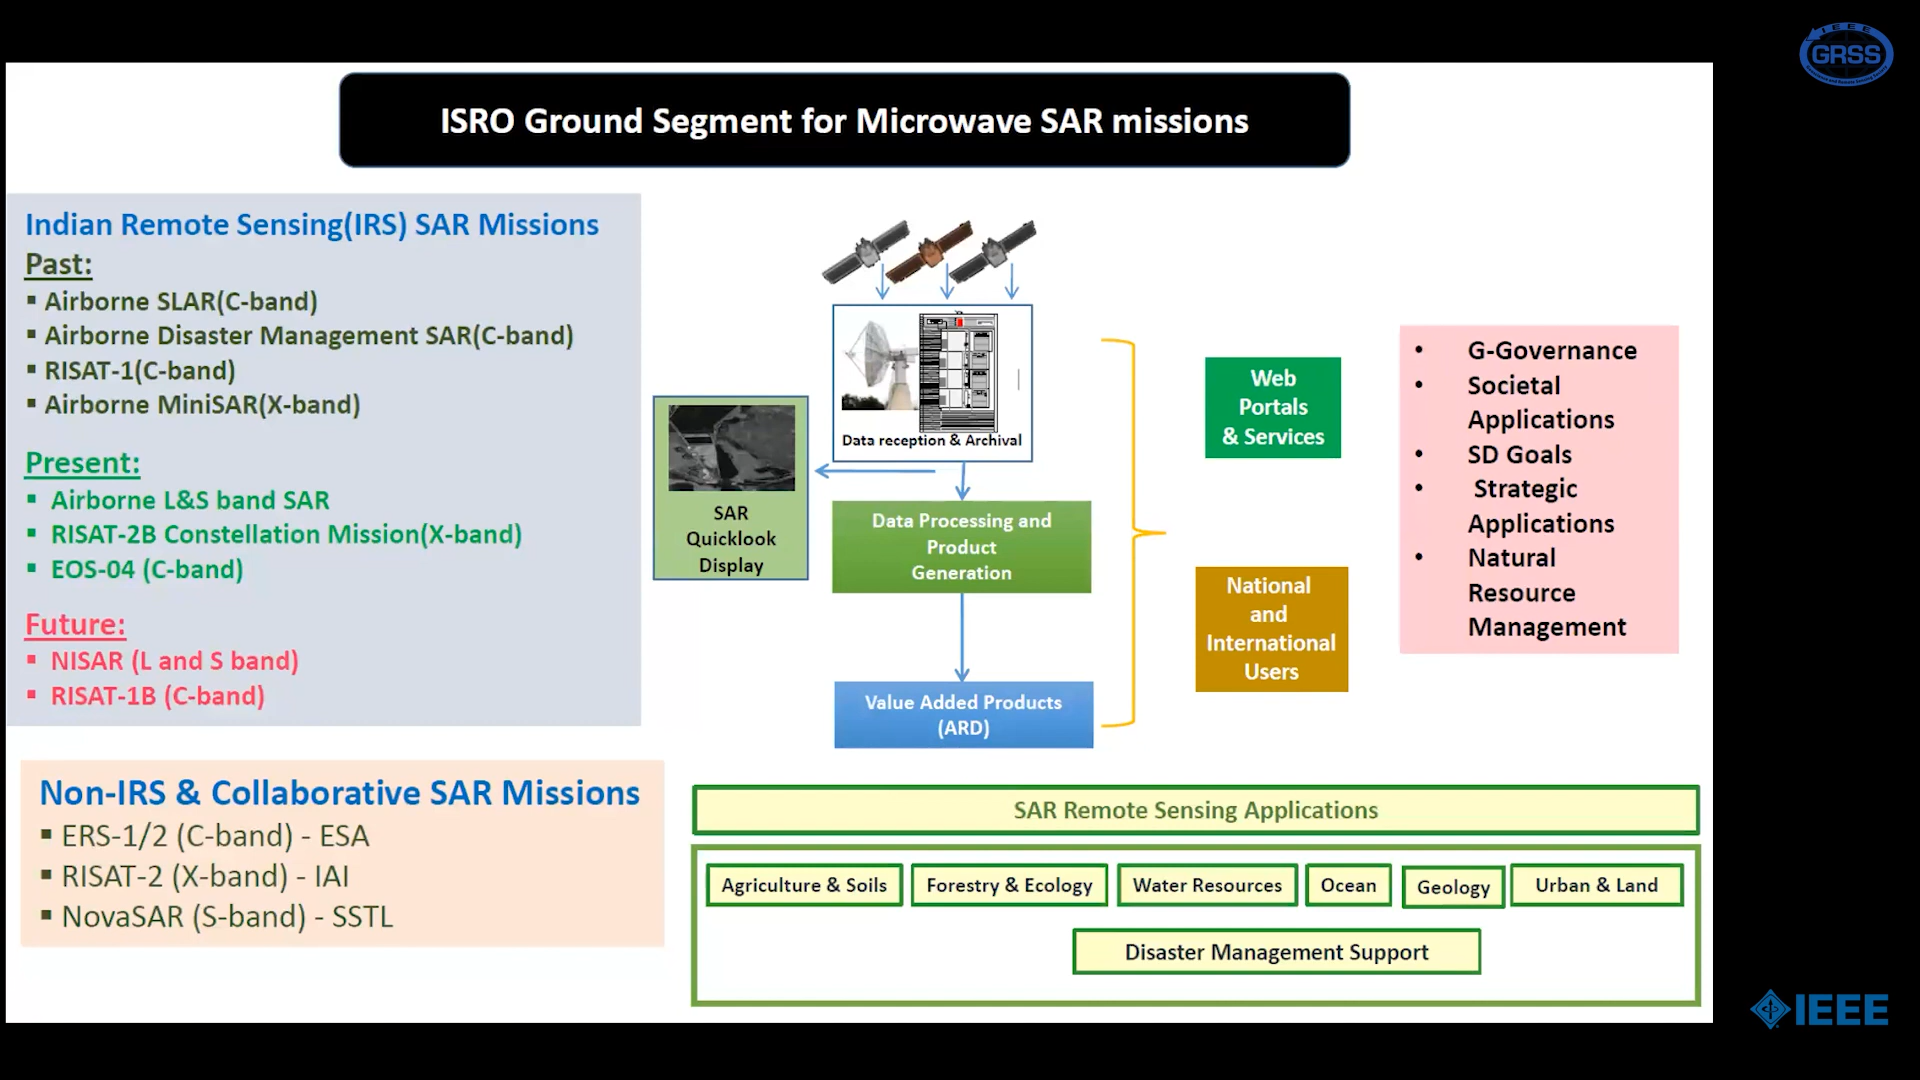 IEEE
GRSS
ISRO Ground Segment for Microwave SAR missions
Indian Remote Sensing(IRS) SAR Missions
Past:
▪ Airborne SLAR(C-band)
▪ Airborne Disaster Management SAR(C-band)
▪ RISAT-1(C-band)
▪ Airborne MiniSAR(X-band)
Present:
▪ Airborne L&S band SAR
▪ RISAT-2B Constellation Mission(X-band)
▪ EOS-04 (C-band)
Future:
▪ NISAR (L and S band)
▪ RISAT-1B (C-band)
Non-IRS & Collaborative SAR Missions
▪ ERS-1/2 (C-band) - ESA
▪ RISAT-2 (X-band) - IAI
▪ NovaSAR (S-band) - SSTL
Data reception & Archival
SAR
Quicklook
Display
Data Processing and
Product
Generation
Value Added Products
(ARD)
Web
Portals
& Services
National
and
International
Users
• G-Governance
• Societal
Applications
• SD Goals
• Strategic
Applications
• Natural
Resource
Management
SAR Remote Sensing Applications
Agriculture & Soils
Forestry & Ecology
Water Resources
Ocean
Geology
Urban & Land
Disaster Management Support
IEEE